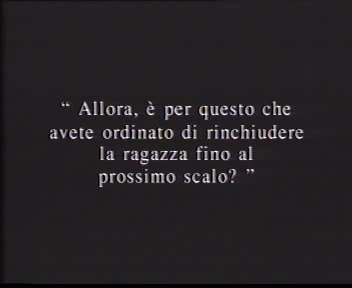 “ Allora, è per questo che
avete ordinato di rinchiudere
la ragazza fino al
prossimo scalo? ”